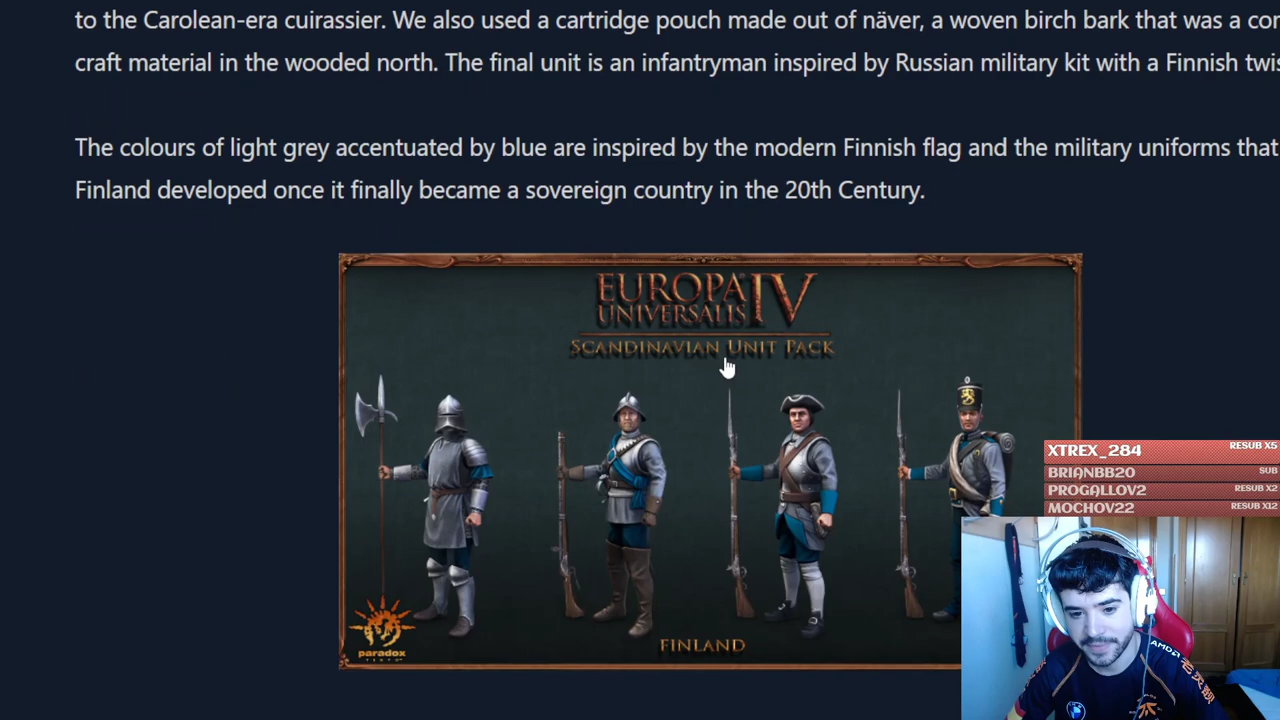 to the Carolean-era cuirassier. We also used a cartridge pouch made out of näver, a woven birch bark that was a
craft material in the wooded north. The final unit is an infantryman inspired by Russian military kit with a Finnish
The colours of light grey accentuated by blue are inspired by the modern Finnish flag and the military uniforms that
Finland developed once it finally became a sovereign country in the 20th Century.
EUROPA
UNIVERSALIS IV
SCANDINAVIAN UNIT PACK
XTREX_284 RESUB X5
BRIANBB20 SUB
PROGALLOV2 RESUB X2
MOCHOV22 RESUB X12
paradox
FINLAND
AMD